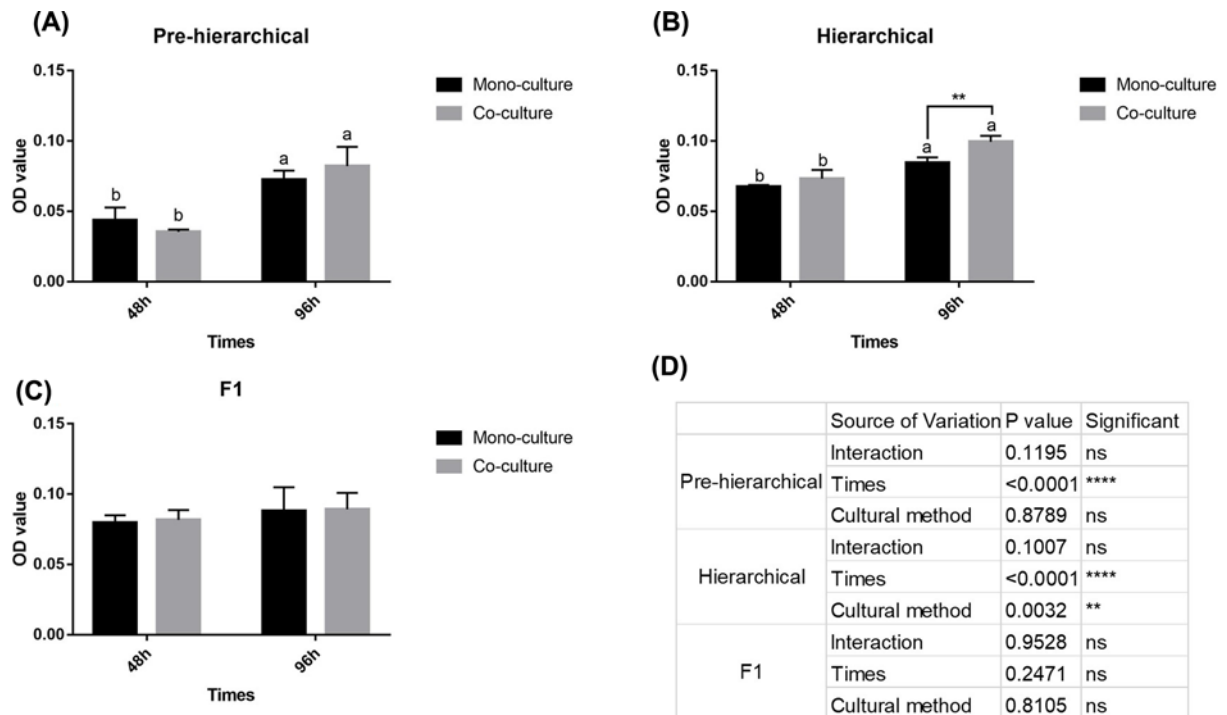 (A)
Pre-hierarchical
0.15
0.10
0.05
0.00
OD value
b
b
a
a
48h
96h
Times
Mono-culture
Co-culture
(B)
Hierarchical
0.15
0.10
0.05
0.00
OD value
b
b
**
a
a
48h
96h
Times
Mono-culture
Co-culture
(C)
F1
0.15
0.10
0.05
0.00
OD value
48h
96h
Times
Mono-culture
Co-culture
(D)
Source of Variation P value Significant
Pre-hierarchical
Interaction 0.1195 ns
Times <0.0001 ****
Cultural method 0.8789 ns
Hierarchical
Interaction 0.1007 ns
Times <0.0001 ****
Cultural method 0.0032 **
F1
Interaction 0.9528 ns
Times 0.2471 ns
Cultural method 0.8105 ns